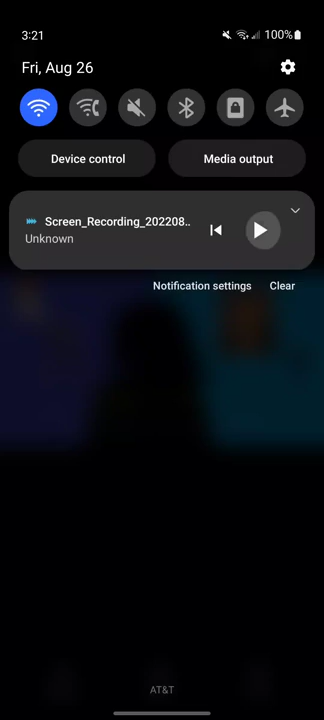 3:21
100%
Fri, Aug 26
Device control
Media output
Screen_Recording_202208..
Unknown
Notification settings
Clear
AT&T